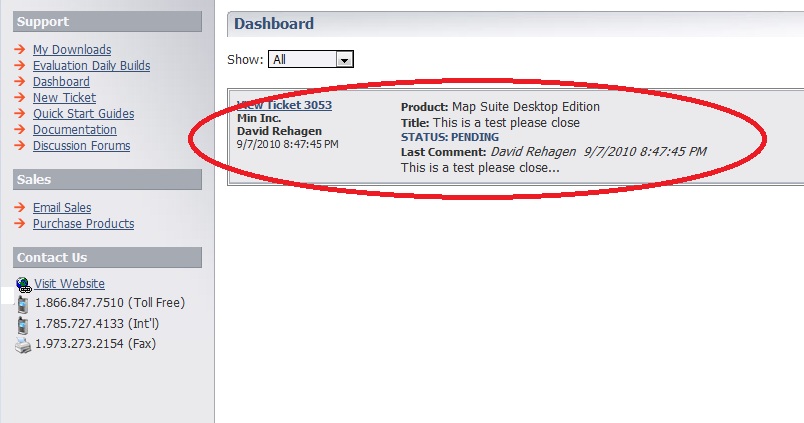 Support
My Downloads
Evaluation Daily Builds
Dashboard
New Ticket
Quick Start Guides
Documentation
Discussion Forums
Sales
Email Sales
Purchase Products
Contact Us
Visit Website
1.866.847.7510 (Toll Free)
1.785.727.4133 (Int'l)
1.973.273.2154 (Fax)
Dashboard
Show: All
View Ticket 3053
Min Inc.
David Rehagen
9/7/2010 8:47:45 PM
Product: Map Suite Desktop Edition
Title: This is a test please close
STATUS: PENDING
Last Comment: David Rehagen 9/7/2010 8:47:45 PM
This is a test please close...